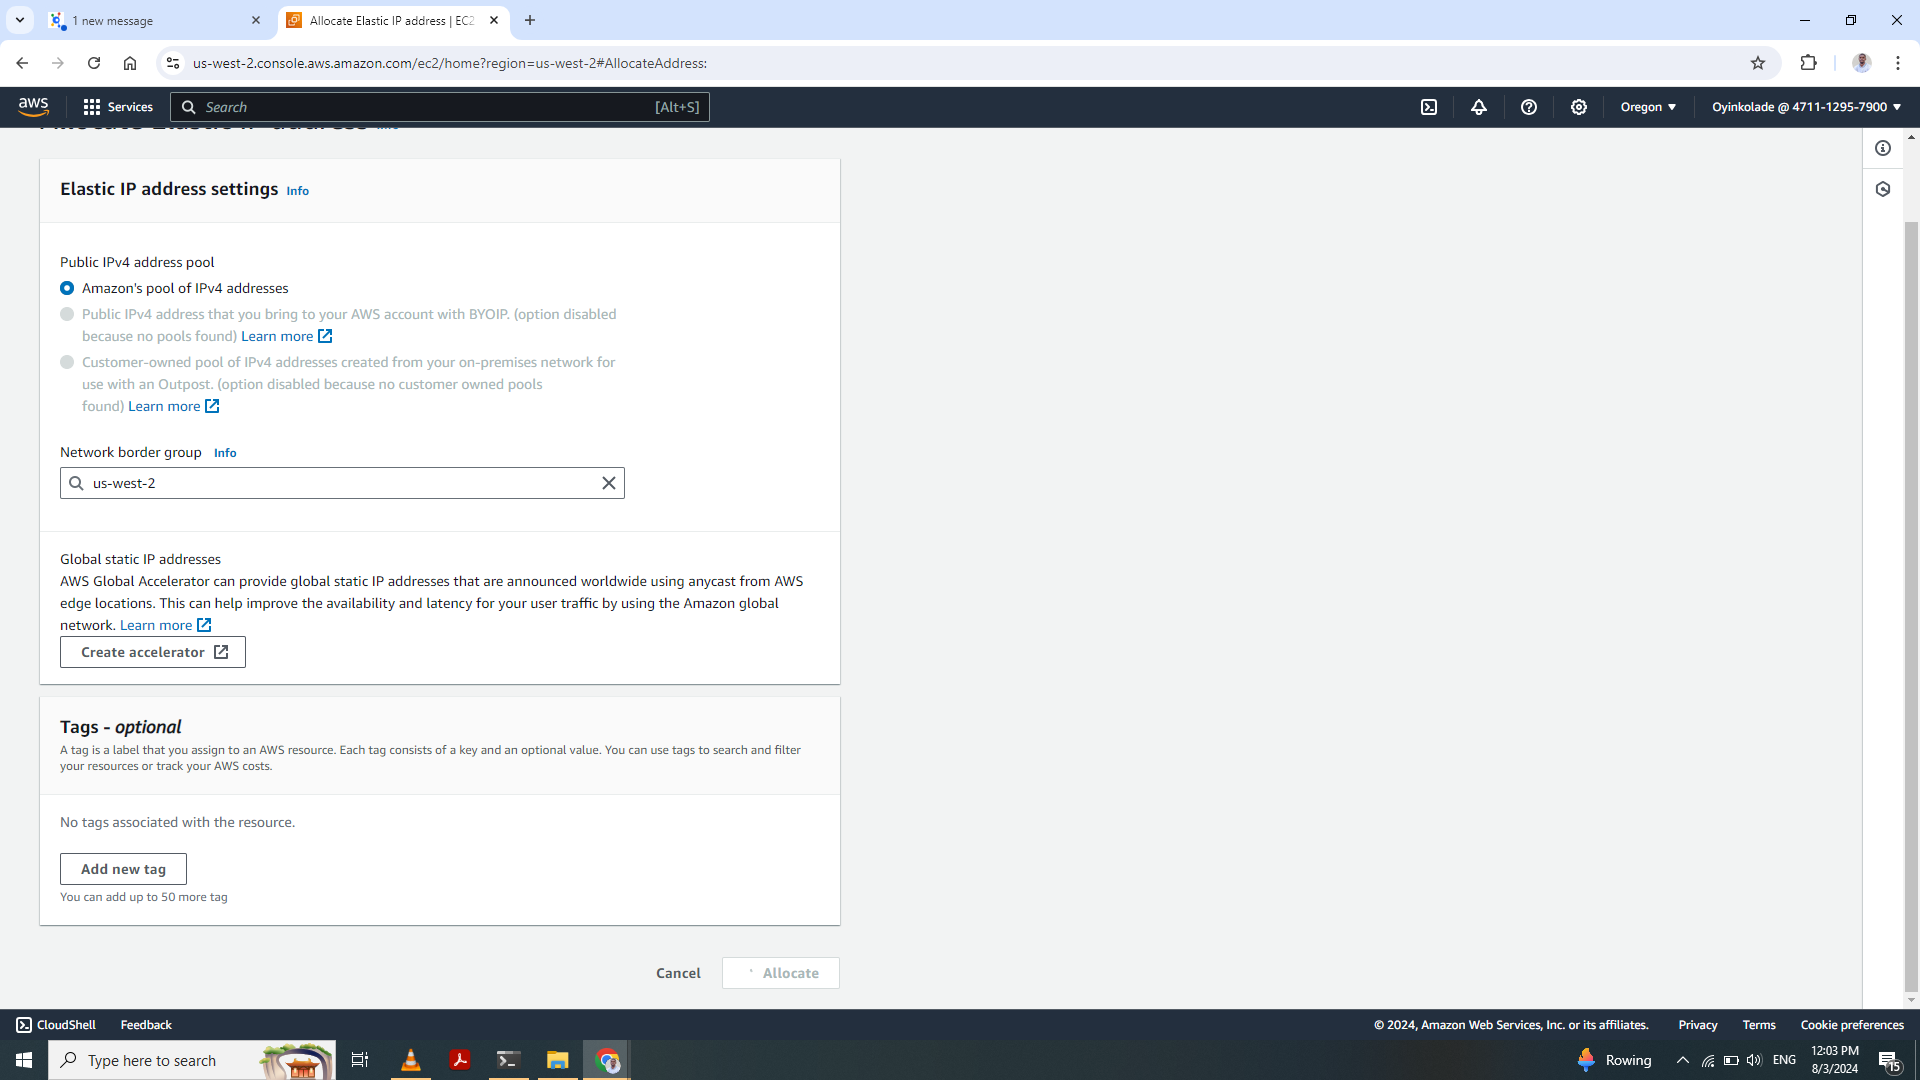 1 new message
Allocate Elastic IP address | EC2
us-west-2.console.aws.amazon.com/ec2/home?region=us-west-2#AllocateAddress:
aws
Services
Search
[Alt+S]
Oregon
Oyinkolade @ 4711-1295-7900
Allocate Elastic IP address Info
Elastic IP address settings Info
Public IPv4 address pool
Amazon's pool of IPv4 addresses
Public IPv4 address that you bring to your AWS account with BYOIP. (option disabled
because no pools found) Learn more
Customer-owned pool of IPv4 addresses created from your on-premises network for
use with an Outpost. (option disabled because no customer owned pools
found) Learn more
Network border group Info
us-west-2
Global static IP addresses
AWS Global Accelerator can provide global static IP addresses that are announced worldwide using anycast from AWS
edge locations. This can help improve the availability and latency for your user traffic by using the Amazon global
network. Learn more
Create accelerator
Tags - optional
A tag is a label that you assign to an AWS resource. Each tag consists of a key and an optional value. You can use tags to search and filter
your resources or track your AWS costs.
No tags associated with the resource.
Add new tag
You can add up to 50 more tag
Cancel
Allocate
CloudShell
Feedback
© 2024, Amazon Web Services, Inc. or its affiliates.
Privacy
Terms
Cookie preferences
Type here to search
Rowing
ENG
12:03 PM
8/3/2024
15